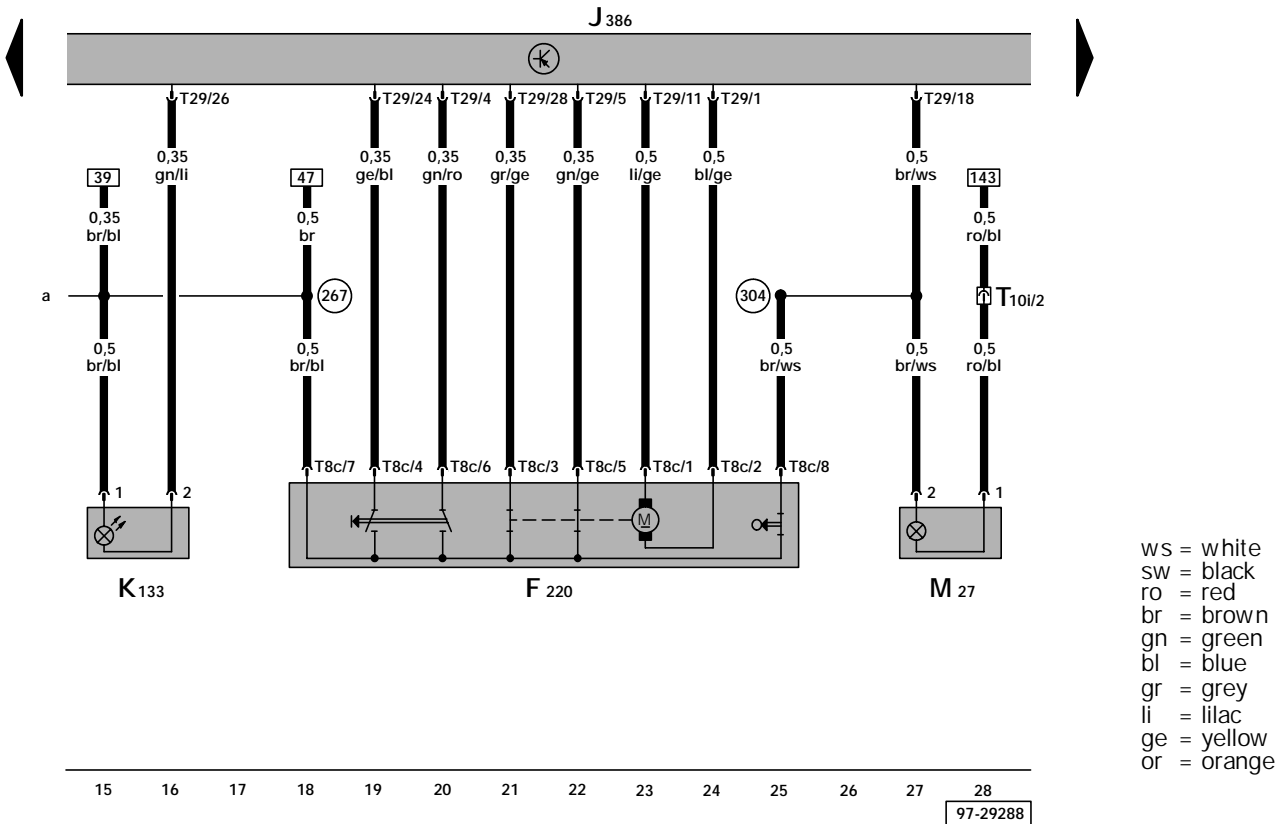 J 386
T29/26 T29/24 T29/4 T29/28 T29/5 T29/11 T29/1 T29/18
0,35 0,35 0,35 0,35 0,35 0,5 0,5 0,5
gn/li ge/bl gn/ro gr/ge gn/ge li/ge bl/ge br/ws
39 47 143
0,35 0,5 0,5
br/bl br ro/bl
a 267 304 T10i/2
0,5 0,5 0,5 0,5 0,5
br/bl br/bl br/ws br/ws ro/bl
T8c/7 T8c/4 T8c/6 T8c/3 T8c/5 T8c/1 T8c/2 T8c/8
1 2 2 1
M
K 133 F 220 M 27
ws = white
sw = black
ro = red
br = brown
gn = green
bl = blue
gr = grey
li = lilac
ge = yellow
or = orange
15 16 17 18 19 20 21 22 23 24 25 26 27 28
97-29288